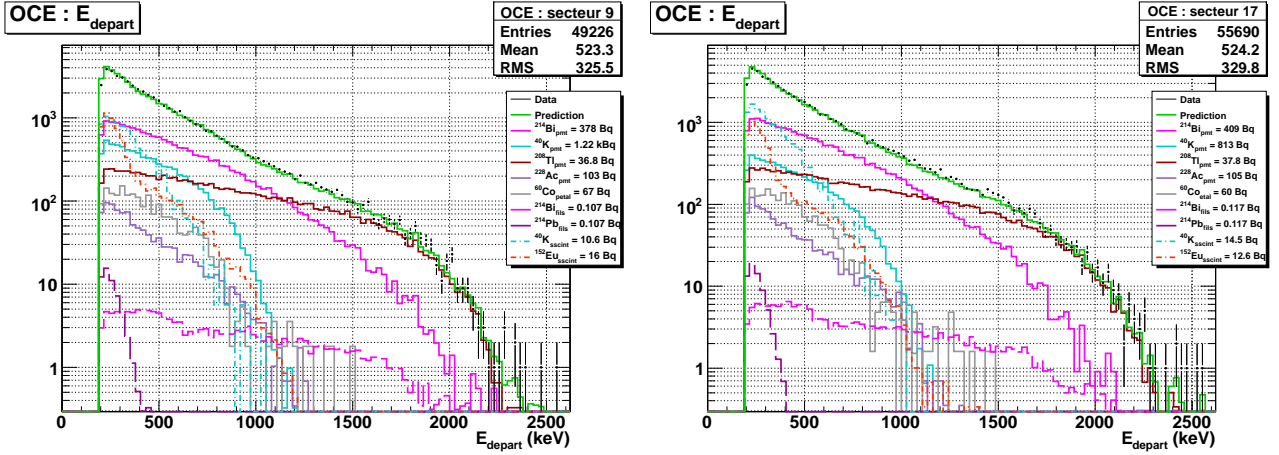 OCE : E_depart
OCE : secteur 9
Entries 49226
Mean 523.3
RMS 325.5
Data
Prediction
²¹⁴Bi_pmt = 378 Bq
⁴⁰K_pmt = 1.22 kBq
²⁰⁸Tl_pmt = 36.8 Bq
²²⁸Ac_pmt = 103 Bq
⁶⁰Co_petal = 67 Bq
²¹⁴Bi_fils = 0.107 Bq
²¹⁴Pb_fils = 0.107 Bq
⁴⁰K_sscint = 10.6 Bq
¹⁵²Eu_sscint = 16 Bq
10³
10²
10
1
0 500 1000 1500 2000 2500
E_depart (keV)
OCE : E_depart
OCE : secteur 17
Entries 55690
Mean 524.2
RMS 329.8
Data
Prediction
²¹⁴Bi_pmt = 409 Bq
⁴⁰K_pmt = 813 Bq
²⁰⁸Tl_pmt = 37.8 Bq
²²⁸Ac_pmt = 105 Bq
⁶⁰Co_etal = 60 Bq
²¹⁴Bi_fils = 0.117 Bq
²¹⁴Pb_fils = 0.117 Bq
⁴⁰K_sscint = 14.5 Bq
¹⁵²Eu_sscint = 12.6 Bq
10³
10²
10
1
0 500 1000 1500 2000 2500
E_depart (keV)